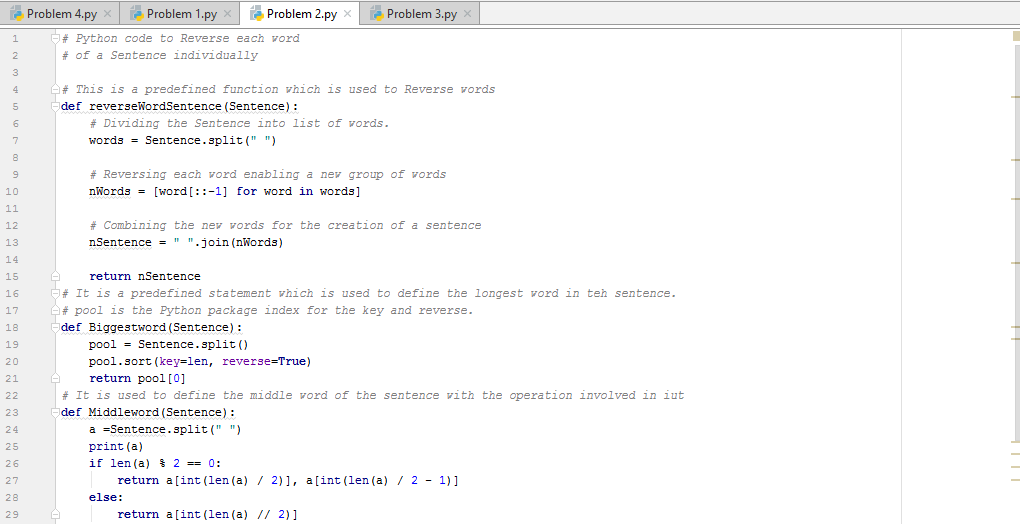 Problem 4.py × Problem 1.py × Problem 2.py × Problem 3.py ×
1 # Python code to Reverse each word
2 # of a Sentence individually
3
4 # This is a predefined function which is used to Reverse words
5 def reverseWordSentence(Sentence):
6     # Dividing the Sentence into list of words.
7     words = Sentence.split(" ")
8
9     # Reversing each word enabling a new group of words
10     nWords = [word[::-1] for word in words]
11
12     # Combining the new words for the creation of a sentence
13     nSentence = " ".join(nWords)
14
15     return nSentence
16 # It is a predefined statement which is used to define the longest word in teh sentence.
17 # pool is the Python package index for the key and reverse.
18 def Biggestword(Sentence):
19     pool = Sentence.split()
20     pool.sort(key=len, reverse=True)
21     return pool[0]
22 # It is used to define the middle word of the sentence with the operation involved in iut
23 def Middleword(Sentence):
24     a =Sentence.split(" ")
25     print(a)
26     if len(a) % 2 == 0:
27         return a[int(len(a) / 2)], a[int(len(a) / 2 - 1)]
28     else:
29         return a[int(len(a) // 2)]